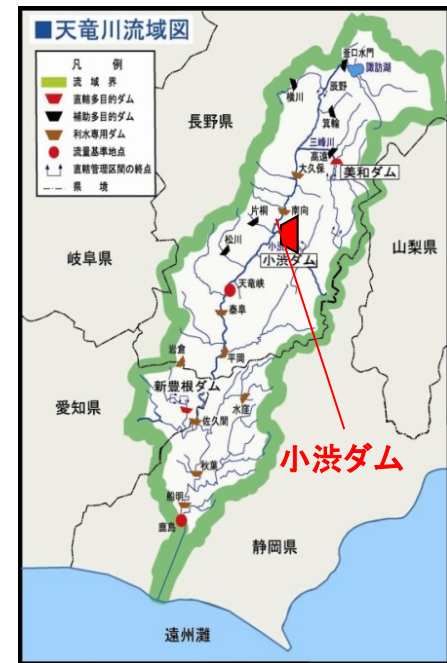 ■天竜川流域図
凡 例
流 域 界
直轄多目的ダム
補助多目的ダム
利水専用ダム
流量基準地点
直轄管理区間の終点
県 境
釜口水門
諏訪湖
横川
辰野
箕輪
長野県
三峰川
高遠
美和ダム
大久保
片桐
南向
松川
小渋ダム
山梨県
岐阜県
天竜峡
泰阜
岩倉
平岡
新豊根ダム
愛知県
水窪
佐久間
小渋ダム
秋葉
船明
鹿島
静岡県
遠州灘